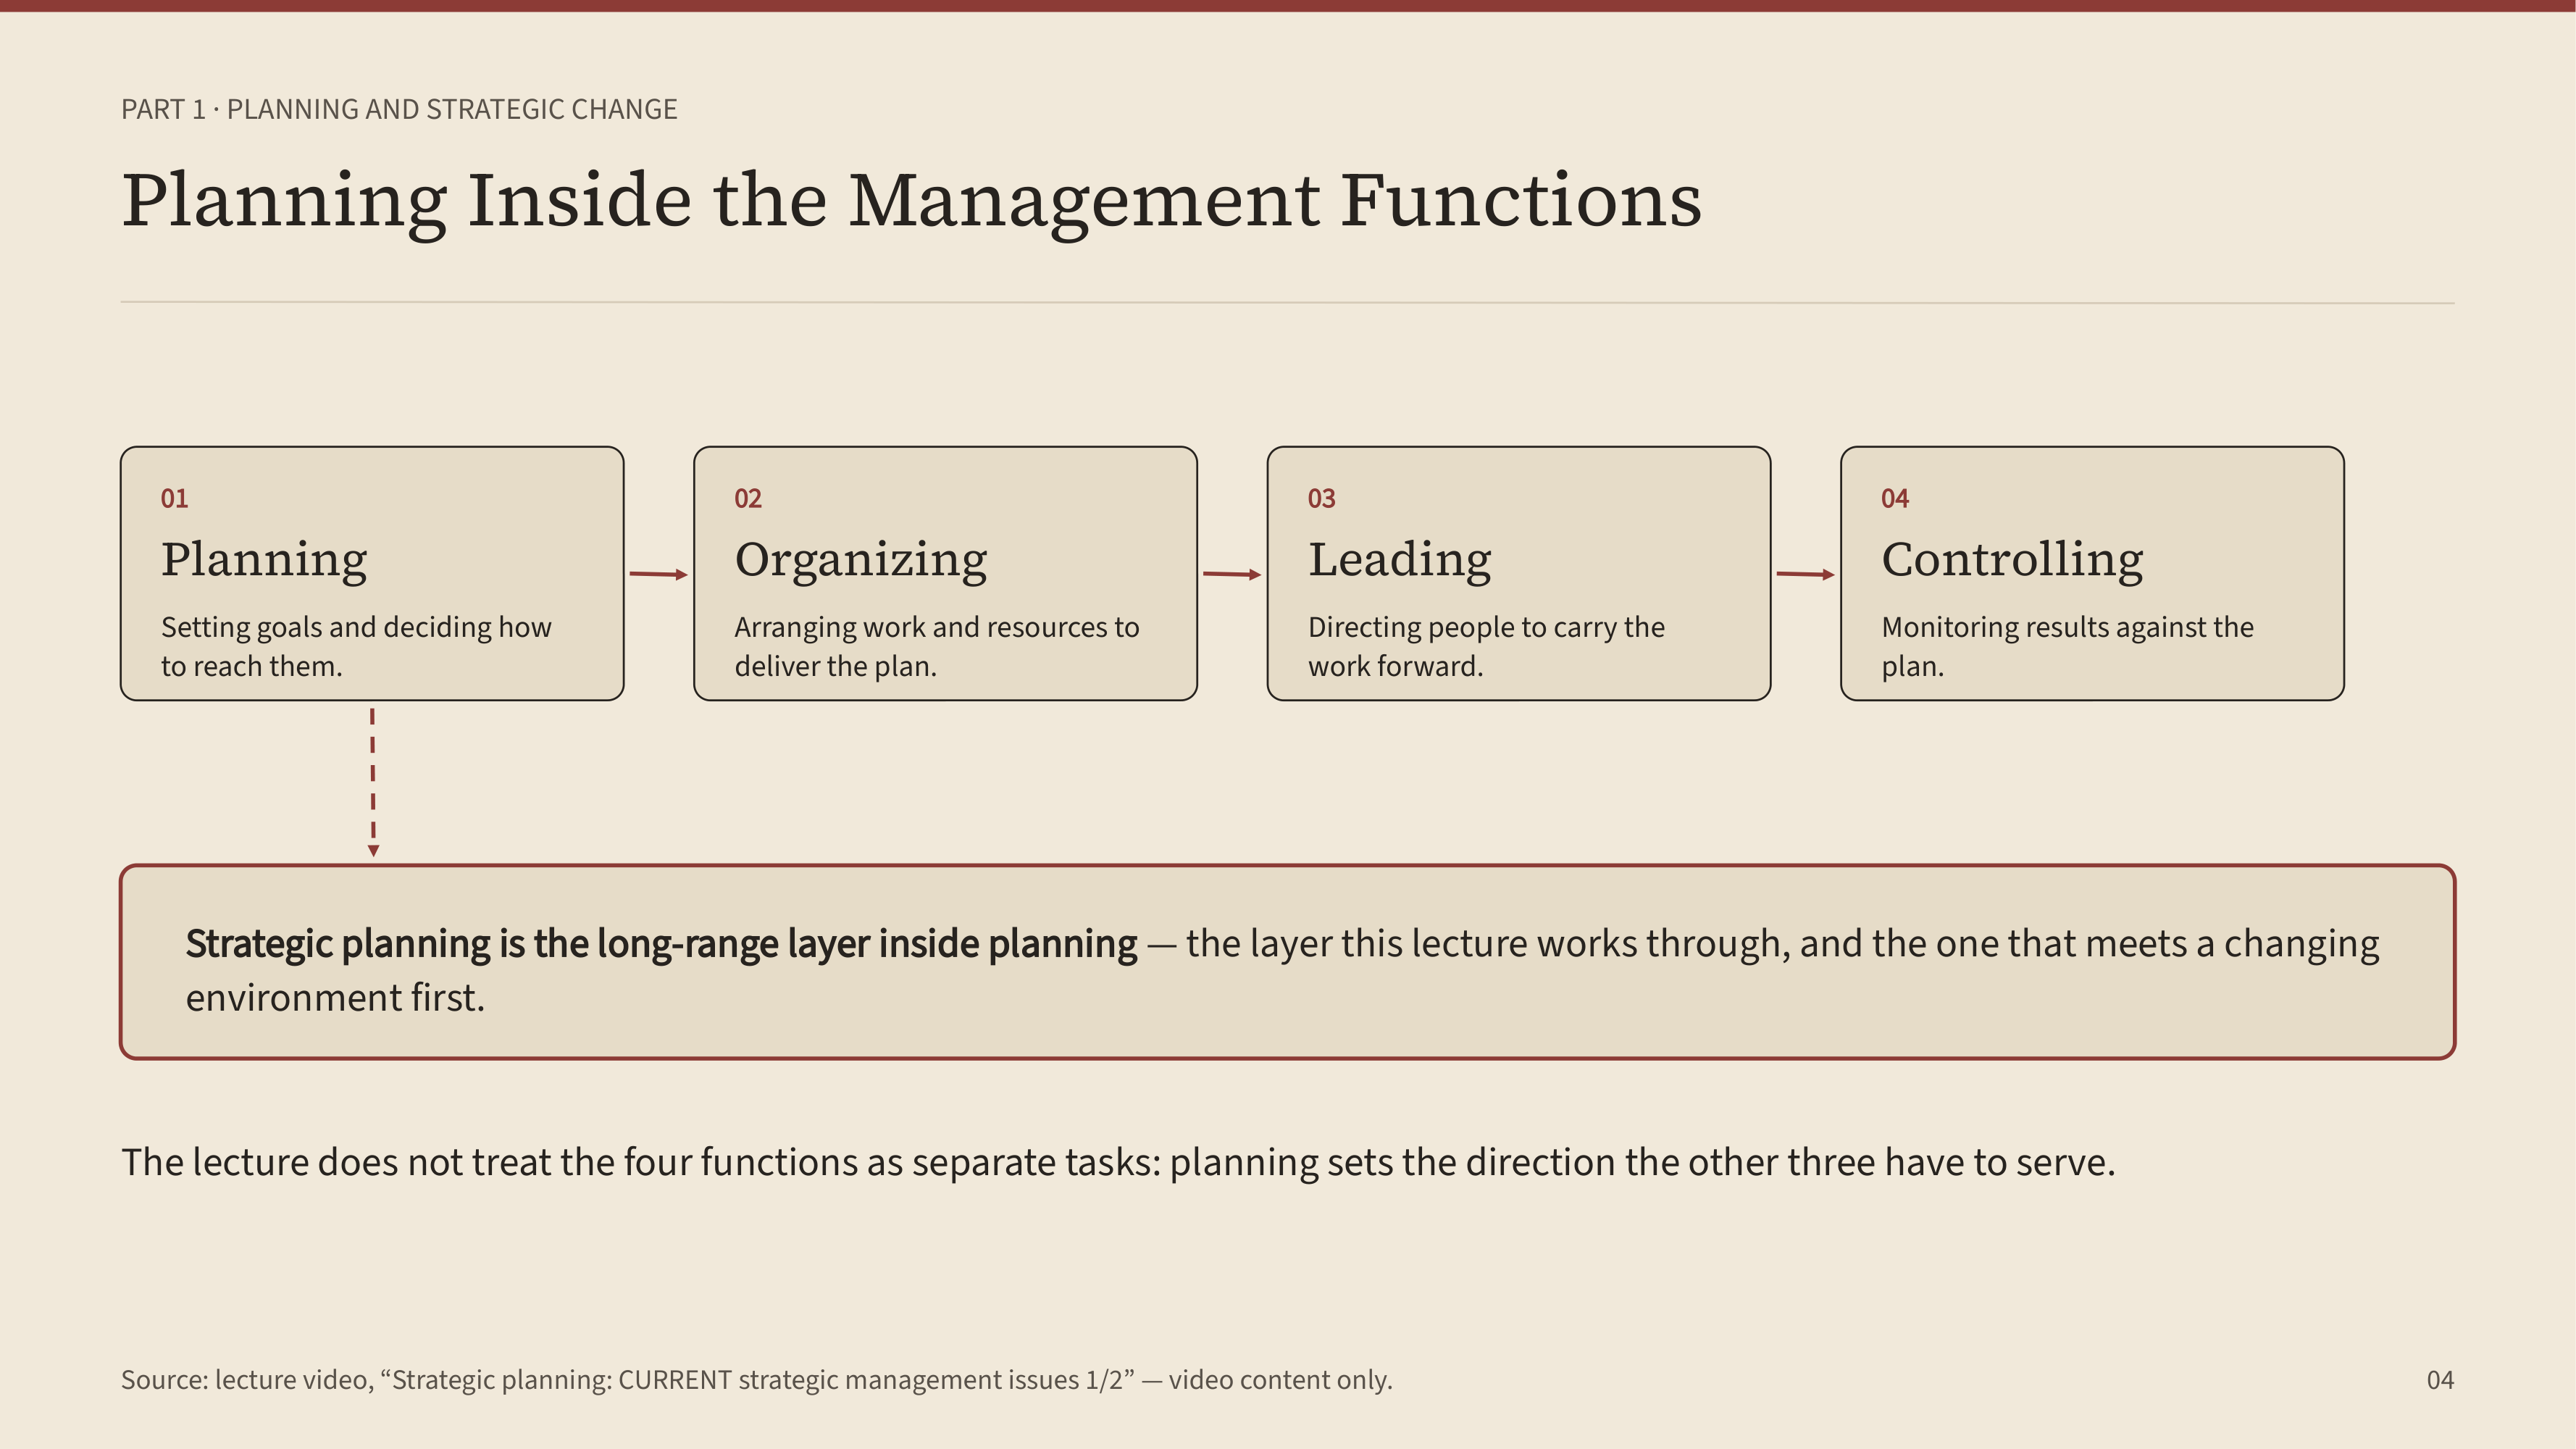 PART 1 · PLANNING AND STRATEGIC CHANGE
Planning Inside the Management Functions
01
Planning
Setting goals and deciding how
to reach them.
02
Organizing
Arranging work and resources to
deliver the plan.
03
Leading
Directing people to carry the
work forward.
04
Controlling
Monitoring results against the
plan.
Strategic planning is the long-range layer inside planning — the layer this lecture works through, and the one that meets a changing
environment first.
The lecture does not treat the four functions as separate tasks: planning sets the direction the other three have to serve.
Source: lecture video, “Strategic planning: CURRENT strategic management issues 1/2” — video content only.
04